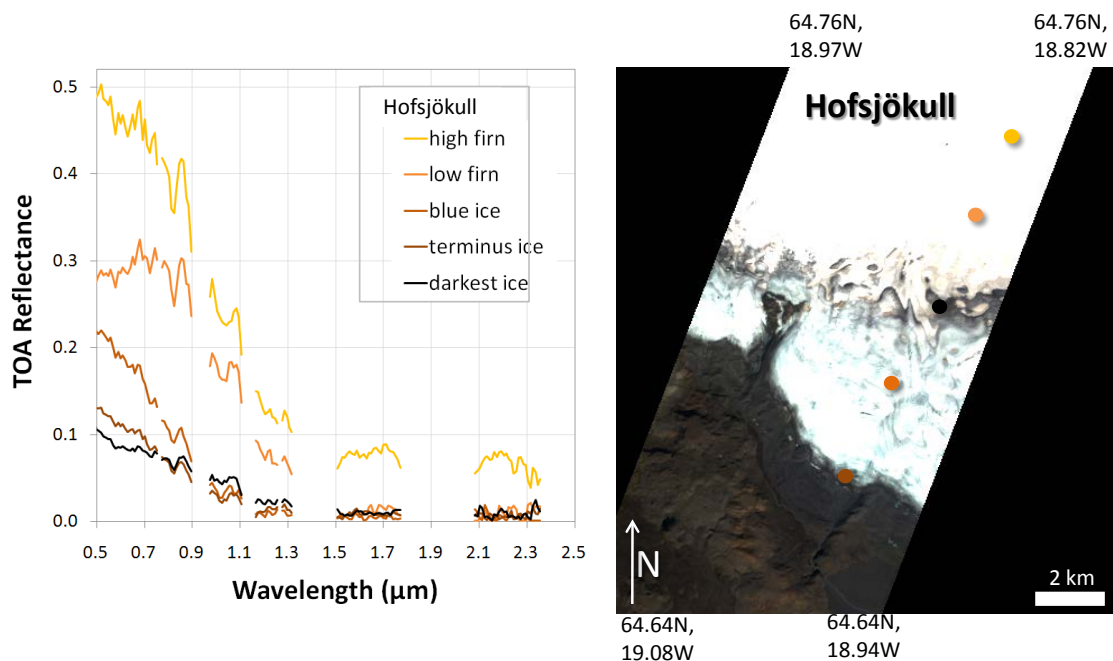 TOA Reflectance
0.5
0.4
0.3
0.2
0.1
0.0
0.5 0.7 0.9 1.1 1.3 1.5 1.7 1.9 2.1 2.3 2.5
Wavelength (µm)
Hofsjökull
high firn
low firn
blue ice
terminus ice
darkest ice
64.76N,
18.97W
64.76N,
18.82W
Hofsjökull
N
2 km
64.64N,
19.08W
64.64N,
18.94W